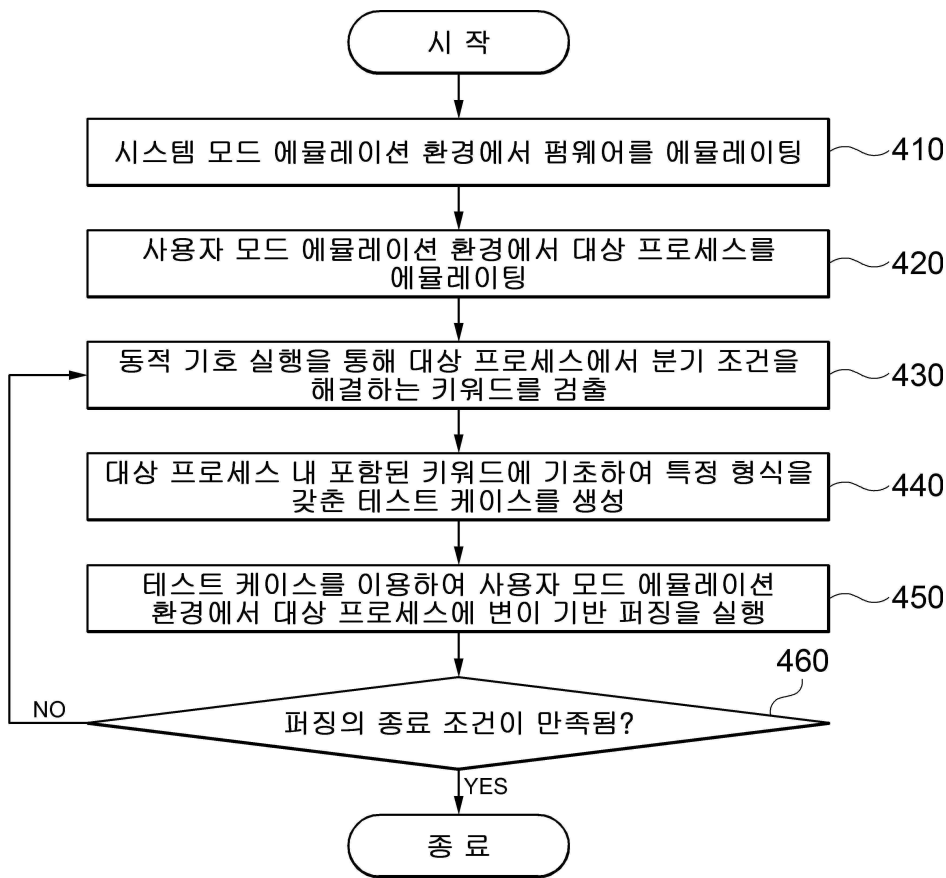 시 작
시스템 모드 에뮬레이션 환경에서 펌웨어를 에뮬레이팅
410
사용자 모드 에뮬레이션 환경에서 대상 프로세스를
에뮬레이팅
420
동적 기호 실행을 통해 대상 프로세스에서 분기 조건을
해결하는 키워드를 검출
430
대상 프로세스 내 포함된 키워드에 기초하여 특정 형식을
갖춘 테스트 케이스를 생성
440
테스트 케이스를 이용하여 사용자 모드 에뮬레이션
환경에서 대상 프로세스에 변이 기반 퍼징을 실행
450
460
퍼징의 종료 조건이 만족됨?
NO
YES
종 료